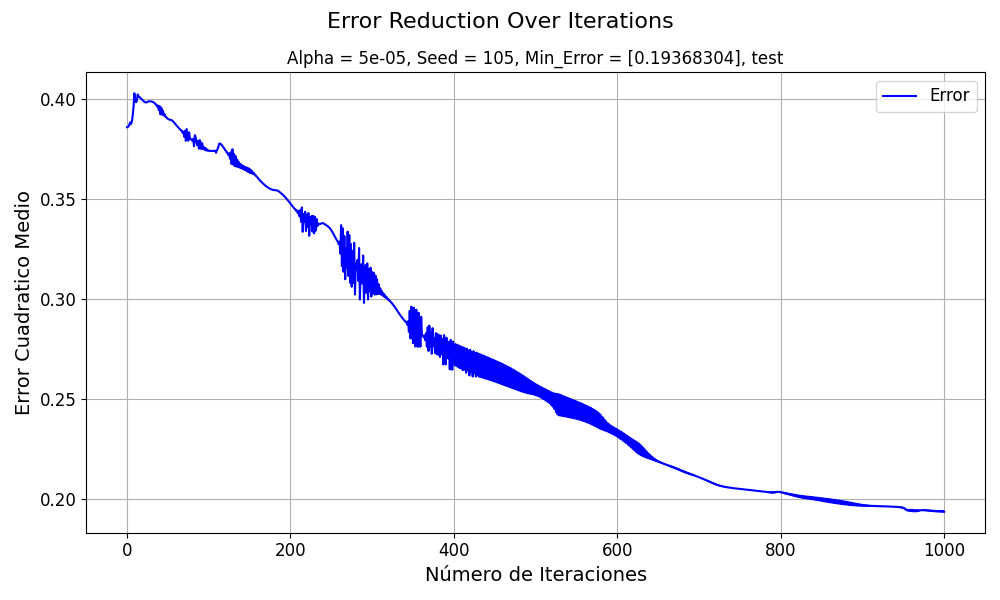 Error Reduction Over Iterations
Alpha = 5e-05, Seed = 105, Min_Error = [0.19368304], test
Error
Error Cuadratico Medio
0.40
0.35
0.30
0.25
0.20
0
200
400
600
800
1000
Número de Iteraciones